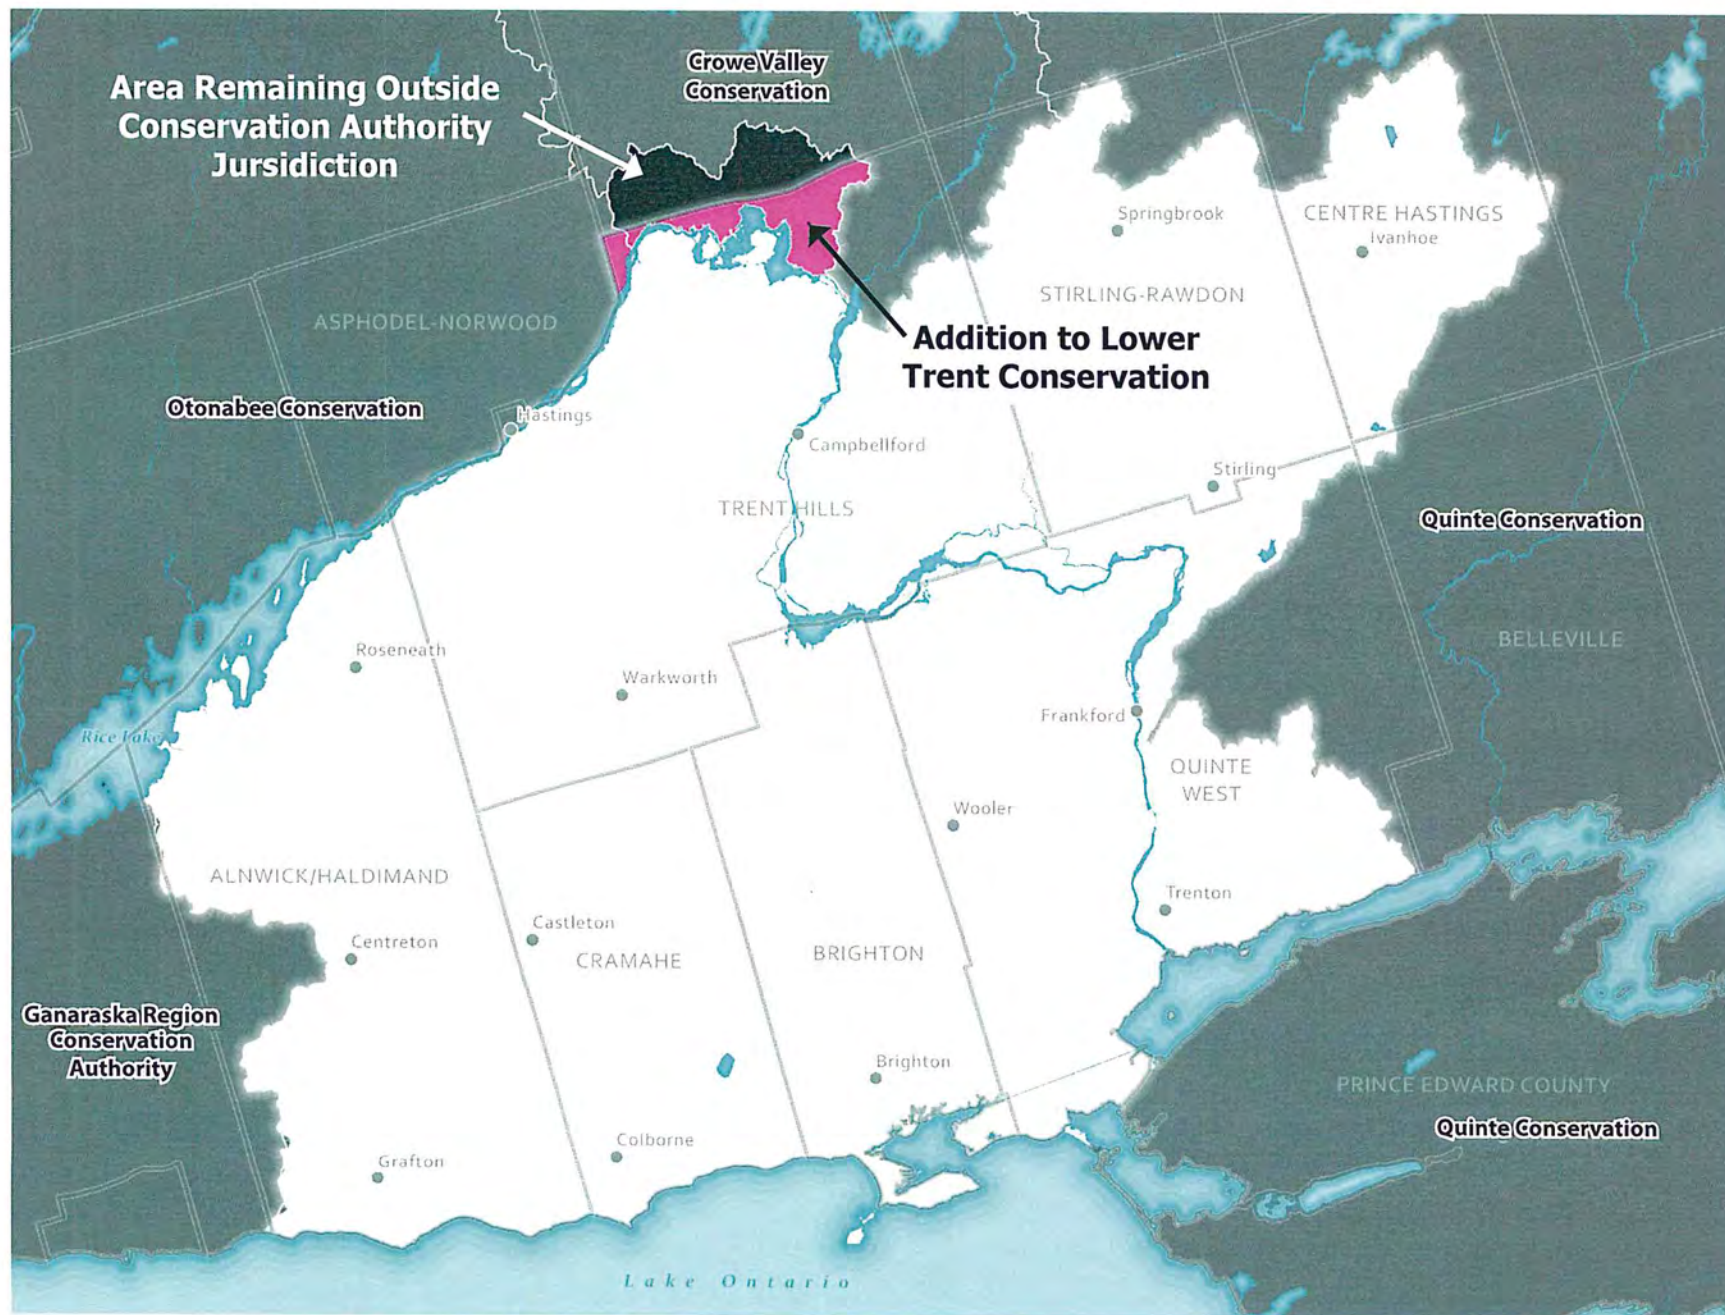 Crowe Valley
Conservation
Area Remaining Outside
Conservation Authority
Jursidiction
Springbrook
CENTRE HASTINGS
Ivanhoe
STIRLING-RAWDON
ASPHODEL-NORWOOD
Addition to Lower
Trent Conservation
Otonabee Conservation
Hastings
Campbellford
Stirling
TRENT HILLS
Quinte Conservation
BELLEVILLE
Roseneath
Warkworth
Frankford
Rice Lake
QUINTE
WEST
Wooler
ALNWICK/HALDIMAND
Trenton
Castleton
Centreton
CRAMAHE
BRIGHTON
Ganaraska Region
Conservation
Authority
Brighton
PRINCE EDWARD COUNTY
Quinte Conservation
Colborne
Grafton
Lake Ontario